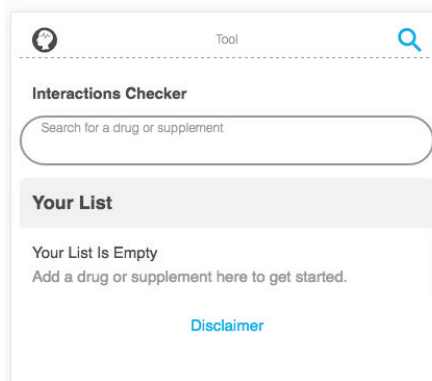 Tool
Interactions Checker
Search for a drug or supplement
Your List
Your List Is Empty
Add a drug or supplement here to get started.
Disclaimer